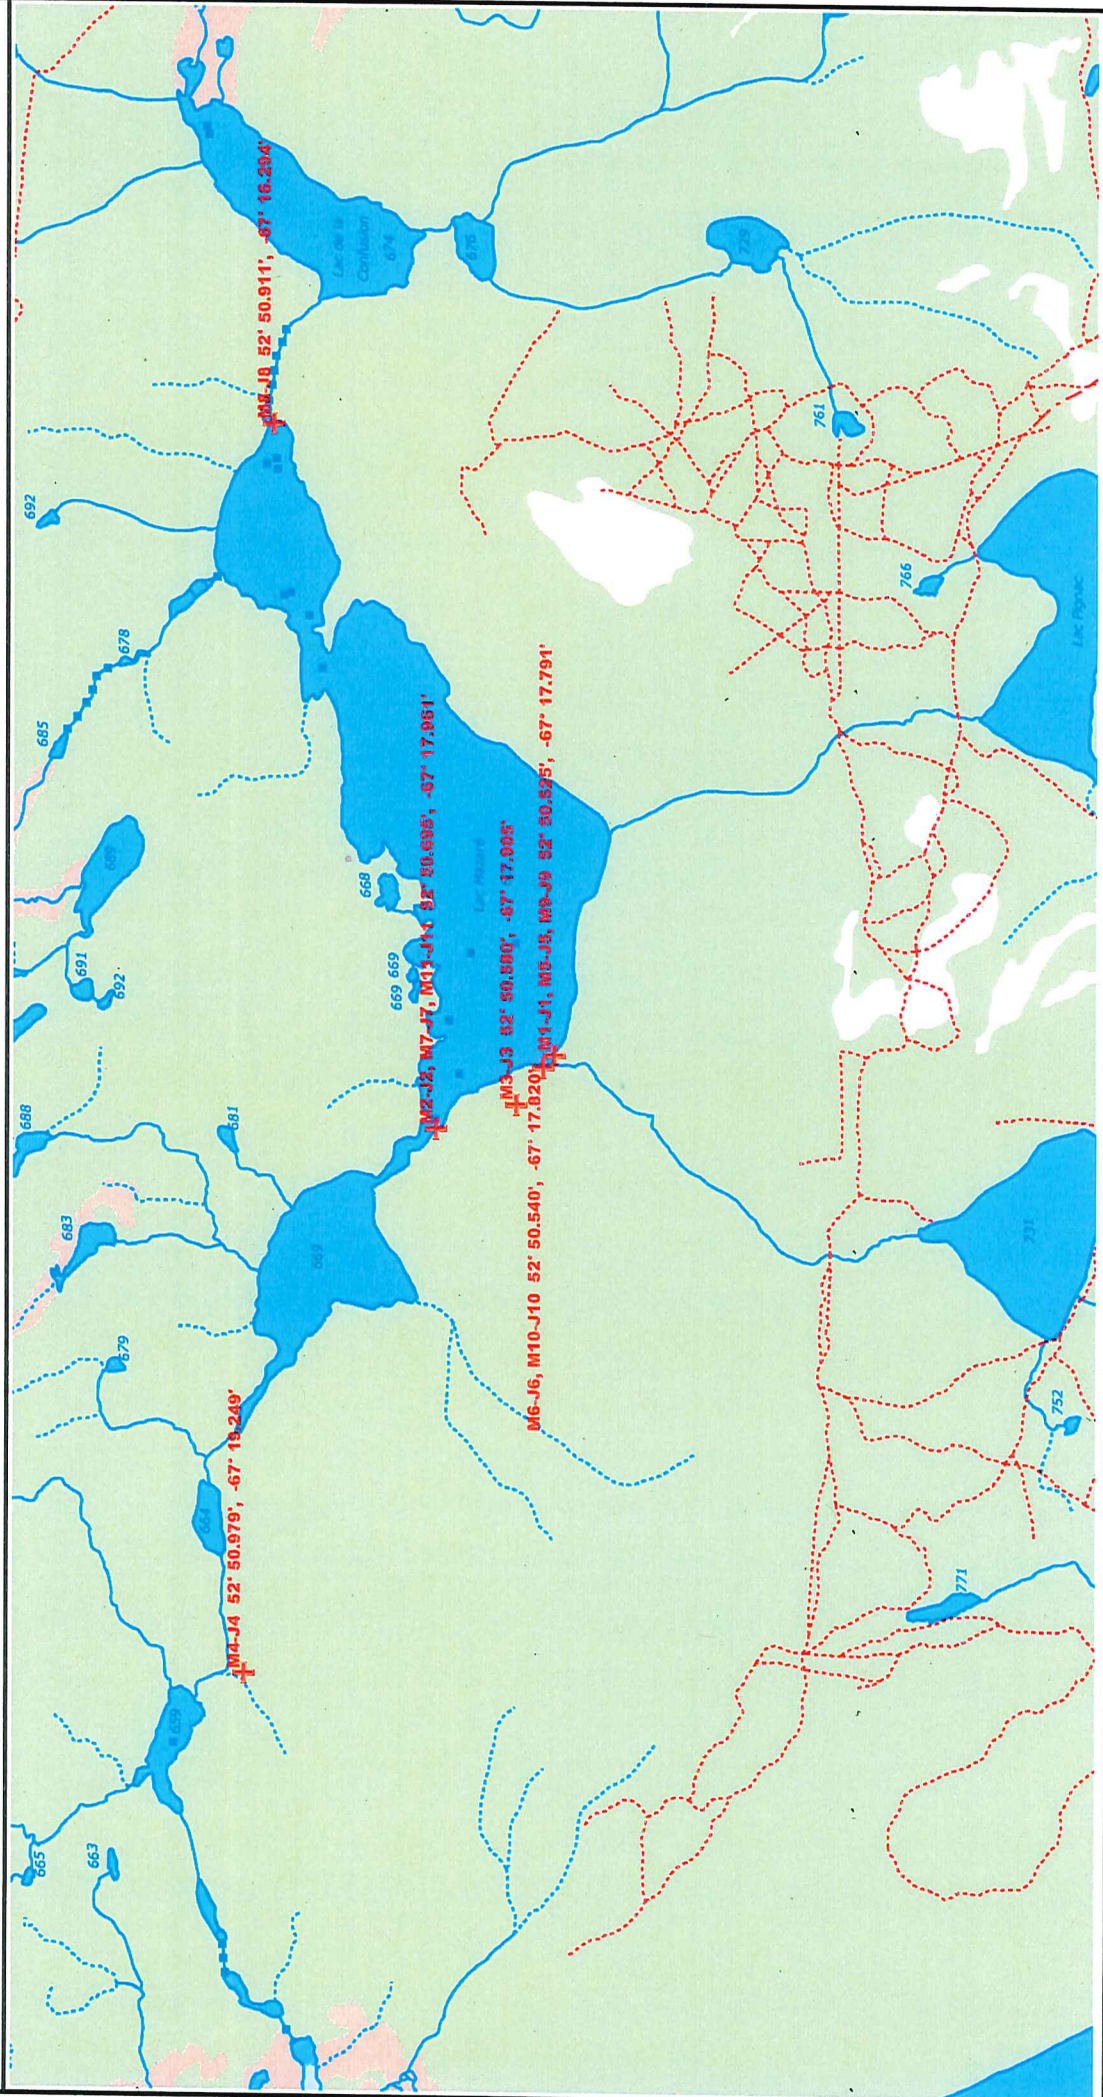 692
685
678
691
692
689
688
683
681
679
665
663
659
664
M4-J4 52° 50.979', -67° 19.249'
669
668
669 669
M2-J2, M7-J7, M11-J11 52° 50.695', -67° 17.961'
M8-J8 52° 50.911', -67° 16.294'
Lac de la
Confusion
674
676
Lac Mazaré
M3-J3 52° 50.580', -67° 17.905'
M1-J1, M5-J5, M9-J9 52° 50.525', -67° 17.791'
M6-J6, M10-J10 52° 50.540', -67° 17.820'
729
761
766
Lac Pignac
731
752
771